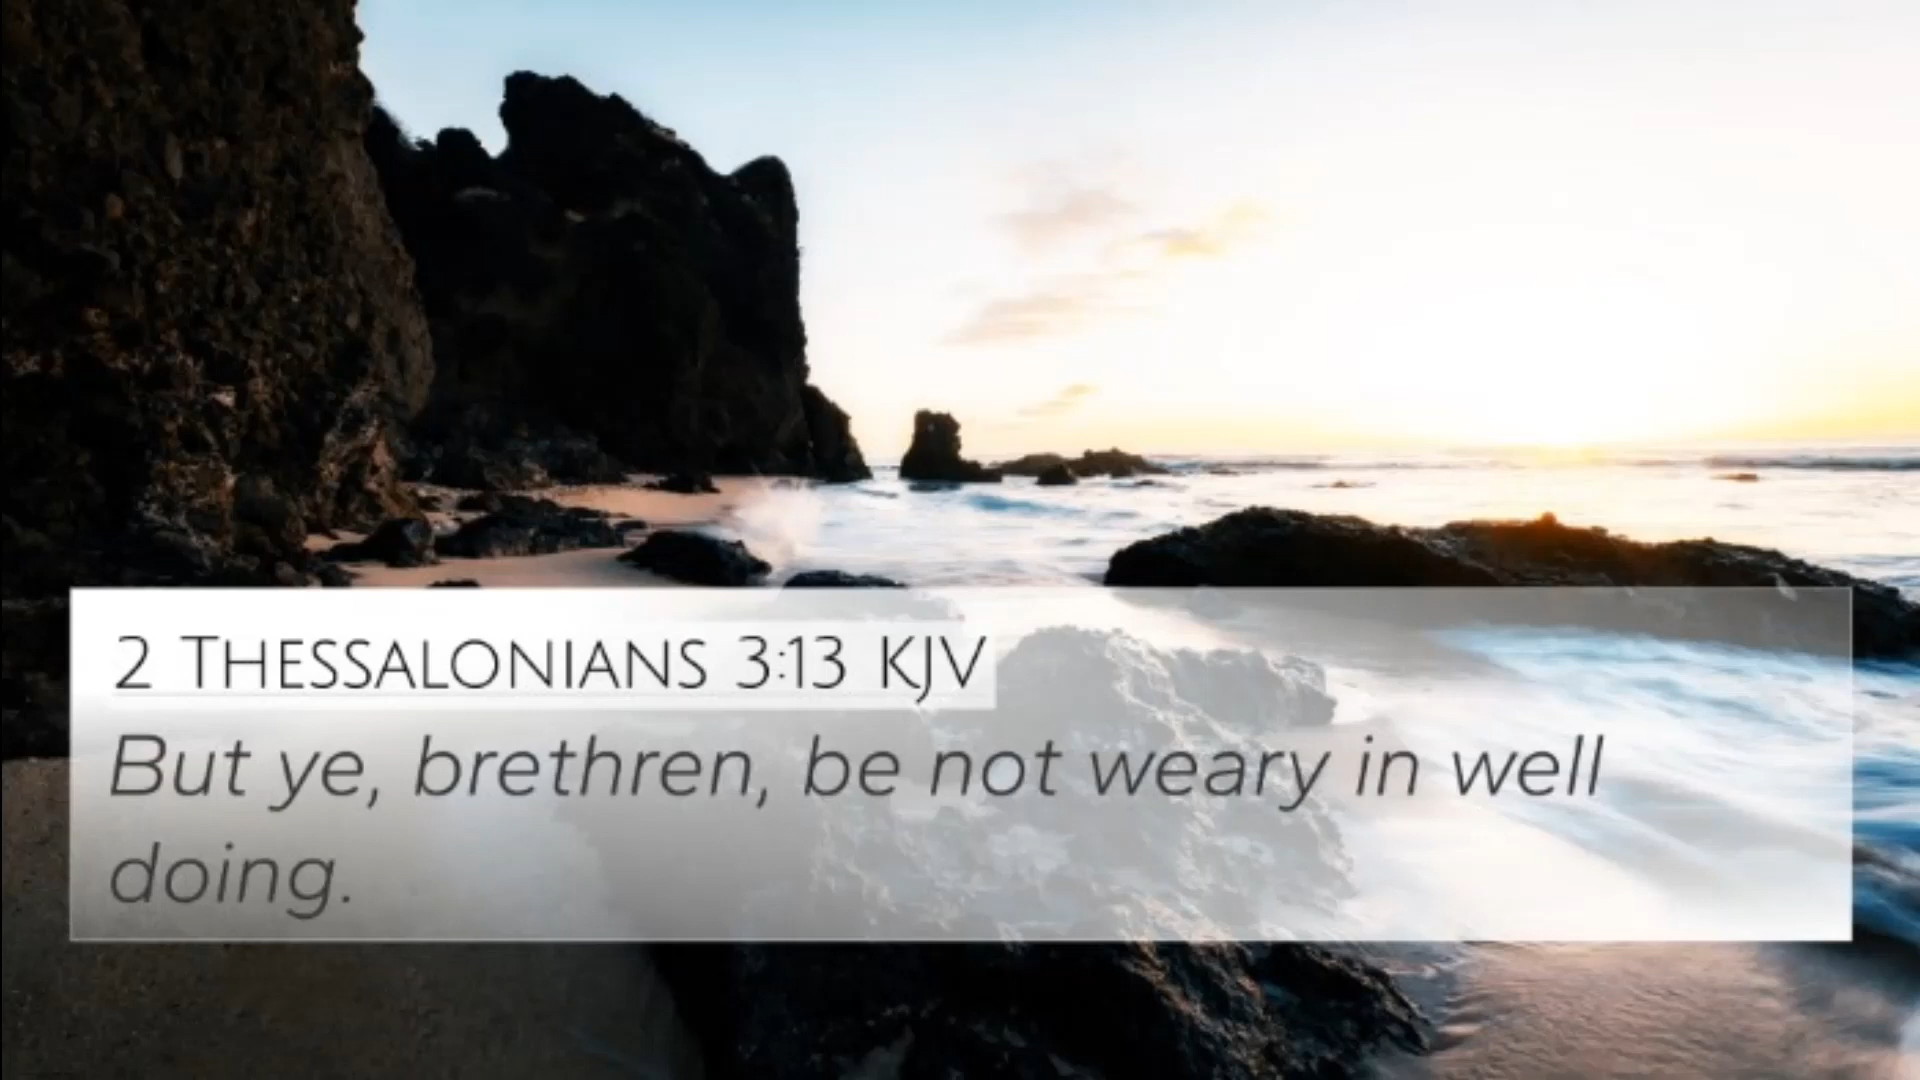 2 THESSALONIANS 3:13 KJV
But ye, brethren, be not weary in well
doing.